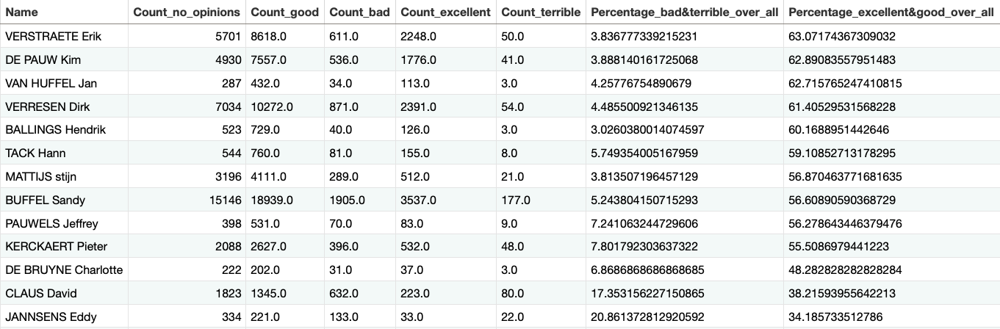 Name Count_no_opinions Count_good Count_bad Count_excellent Count_terrible Percentage_bad&terrible_over_all Percentage_excellent&good_over_all
VERSTRAETE Erik 5701 8618.0 611.0 2248.0 50.0 3.836777339215231 63.07174367309032
DE PAUW Kim 4930 7557.0 536.0 1776.0 41.0 3.888140161725068 62.89083557951483
VAN HUFFEL Jan 287 432.0 34.0 113.0 3.0 4.25776754890679 62.715765247410815
VERRESEN Dirk 7034 10272.0 871.0 2391.0 54.0 4.485500921346135 61.40529531568228
BALLINGS Hendrik 523 729.0 40.0 126.0 3.0 3.0260380014074597 60.1688951442646
TACK Hann 544 760.0 81.0 155.0 8.0 5.749354005167959 59.10852713178295
MATTIJS stijn 3196 4111.0 289.0 512.0 21.0 3.813507196457129 56.870463771681635
BUFFEL Sandy 15146 18939.0 1905.0 3537.0 177.0 5.243804150715293 56.60890590368729
PAUWELS Jeffrey 398 531.0 70.0 83.0 9.0 7.241063244729606 56.278643446379476
KERCKAERT Pieter 2088 2627.0 396.0 532.0 48.0 7.801792303637322 55.5086979441223
DE BRUYNE Charlotte 222 202.0 31.0 37.0 3.0 6.8686868686868685 48.282828282828284
CLAUS David 1823 1345.0 632.0 223.0 80.0 17.353156227150865 38.21593955642213
JANNSENS Eddy 334 221.0 133.0 33.0 22.0 20.861372812920592 34.185733512786